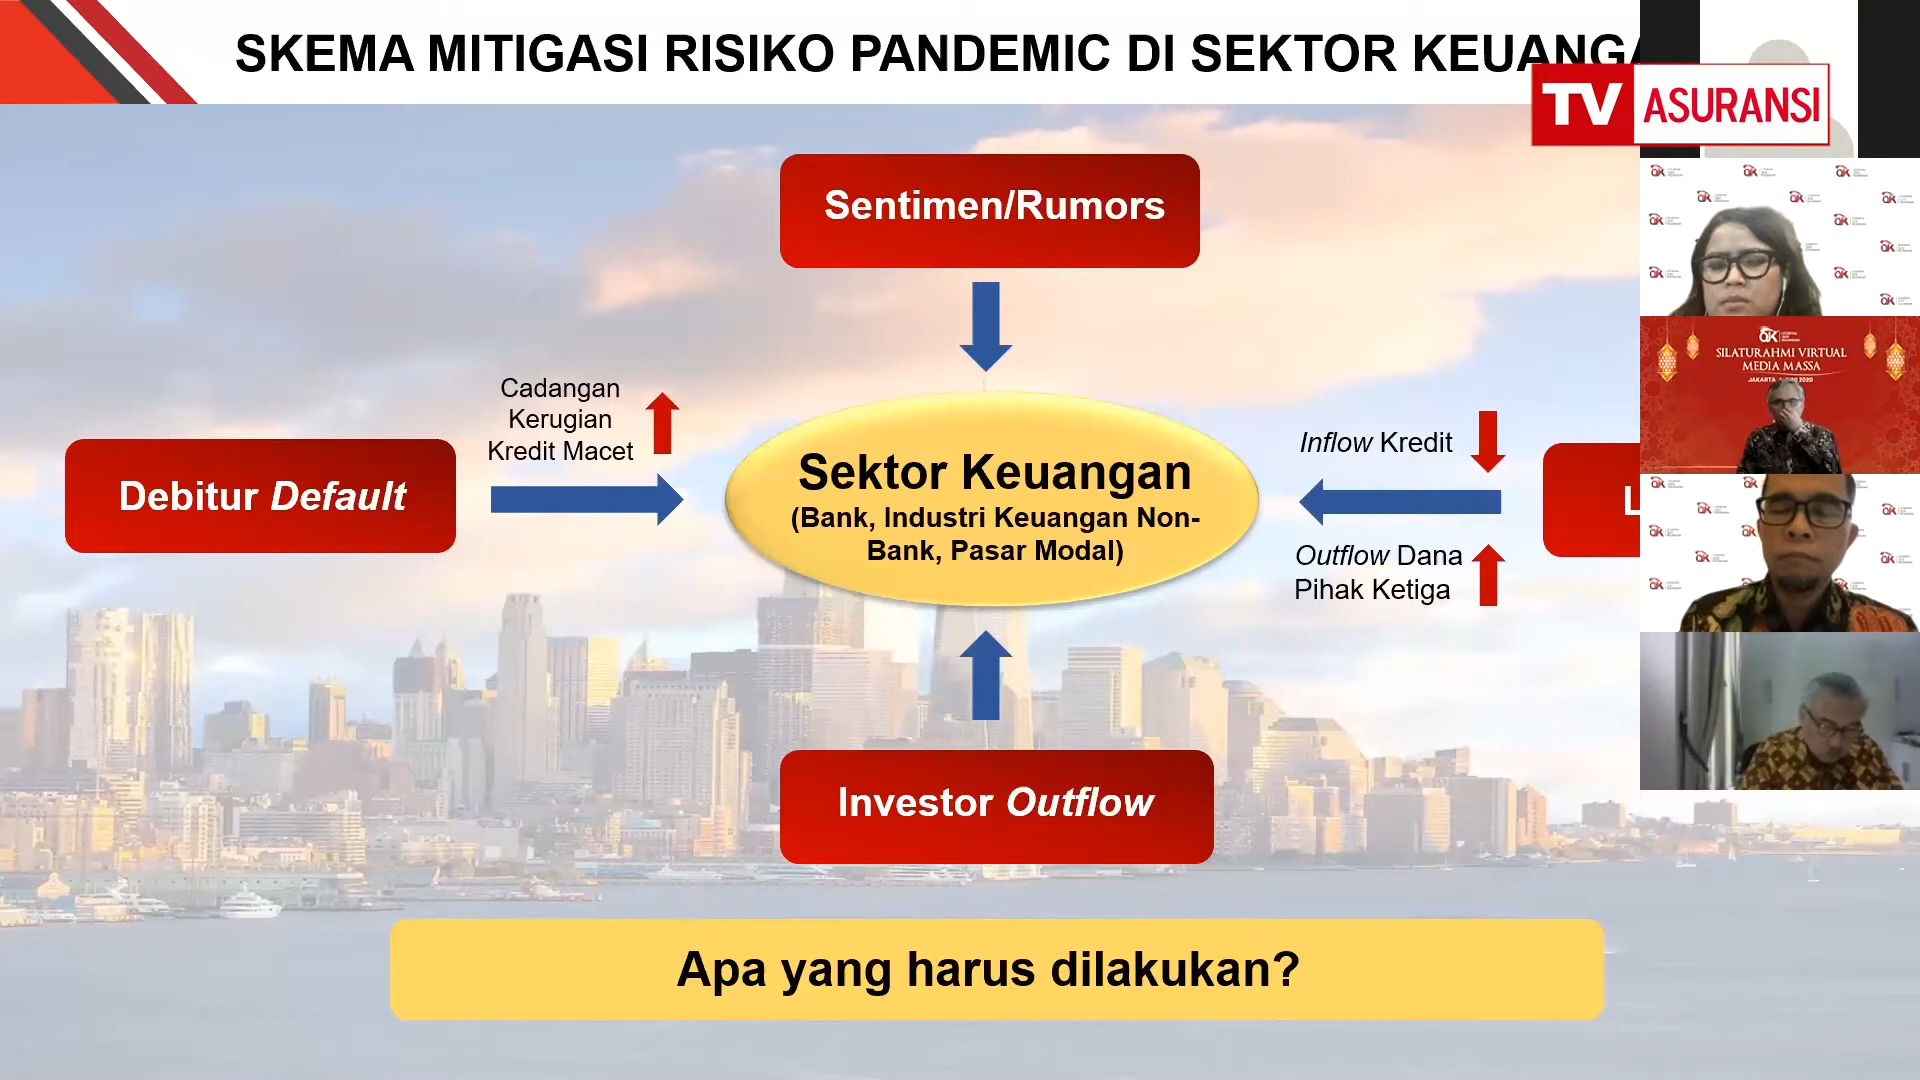 SKEMA MITIGASI RISIKO PANDEMIC DI SEKTOR KEUANGA
TV ASURANSI
Sentimen/Rumors
Cadangan
Kerugian
Kredit Macet
Debitur Default
Sektor Keuangan
(Bank, Industri Keuangan Non-
Bank, Pasar Modal)
Inflow Kredit
Outflow Dana
Pihak Ketiga
L
Investor Outflow
Apa yang harus dilakukan?
SILATURAHMI VIRTUAL
MEDIA MASSA